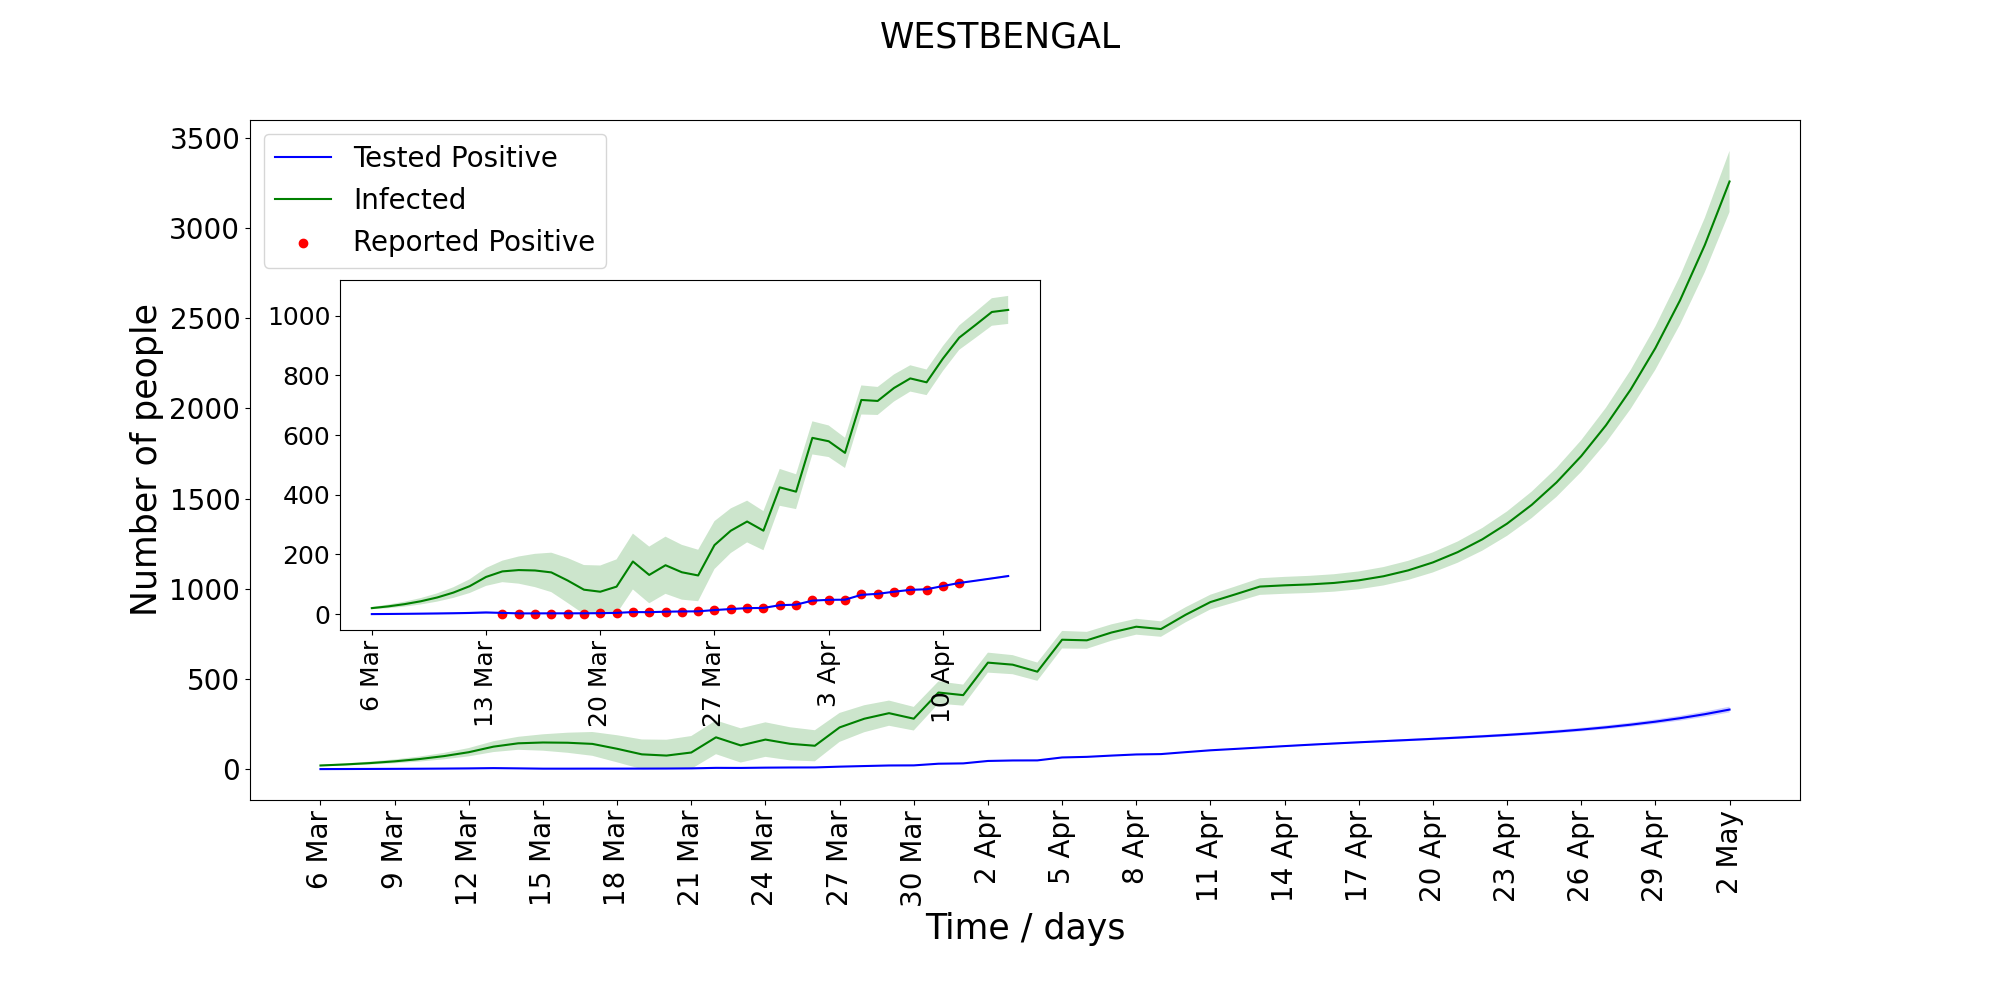 WESTBENGAL
Tested Positive
Infected
Reported Positive
Number of people
3500
3000
2500
2000
1500
1000
500
0
1000
800
600
400
200
0
6 Mar
13 Mar
20 Mar
27 Mar
3 Apr
10 Apr
6 Mar
9 Mar
12 Mar
15 Mar
18 Mar
21 Mar
24 Mar
27 Mar
30 Mar
2 Apr
5 Apr
8 Apr
11 Apr
14 Apr
17 Apr
20 Apr
23 Apr
26 Apr
29 Apr
2 May
Time / days